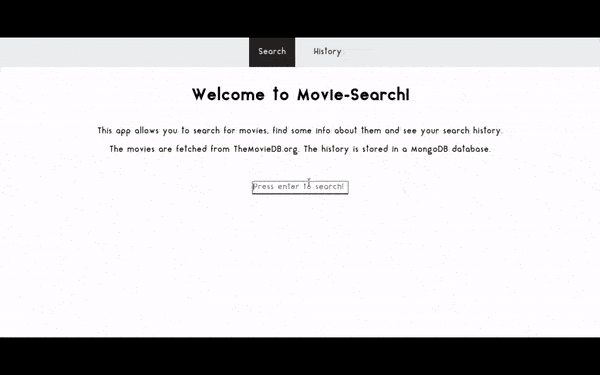 Search History
Welcome to Movie-Search!
This app allows you to search for movies, find some info about them and see your search history.
The movies are fetched from TheMovieDB.org. The history is stored in a MongoDB database.
Press enter to search!